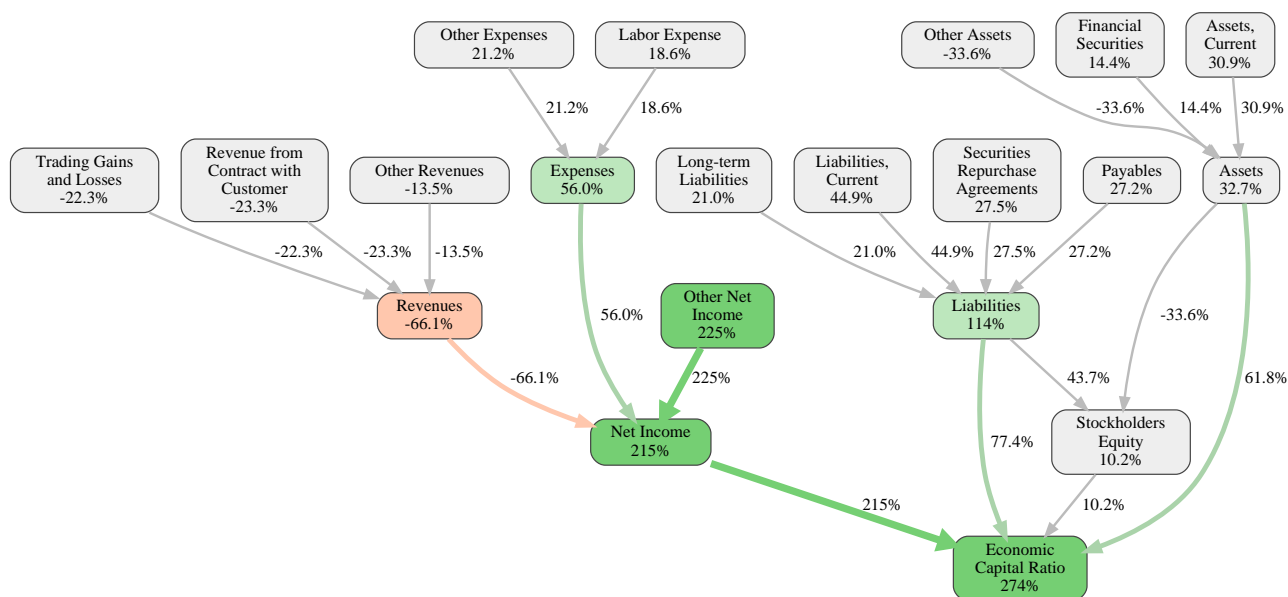 Other Expenses
21.2%
Labor Expense
18.6%
Other Assets
-33.6%
Financial
Securities
14.4%
Assets,
Current
30.9%
21.2%
18.6%
-33.6%
14.4%
30.9%
Trading Gains
and Losses
-22.3%
Revenue from
Contract with
Customer
-23.3%
Other Revenues
-13.5%
Expenses
56.0%
Long-term
Liabilities
21.0%
Liabilities,
Current
44.9%
Securities
Repurchase
Agreements
27.5%
Payables
27.2%
Assets
32.7%
-22.3%
-23.3%
-13.5%
21.0%
44.9%
27.5%
27.2%
Revenues
-66.1%
56.0%
Other Net
Income
225%
Liabilities
114%
-33.6%
-66.1%
225%
43.7%
61.8%
Net Income
215%
77.4%
Stockholders
Equity
10.2%
215%
10.2%
Economic
Capital Ratio
274%